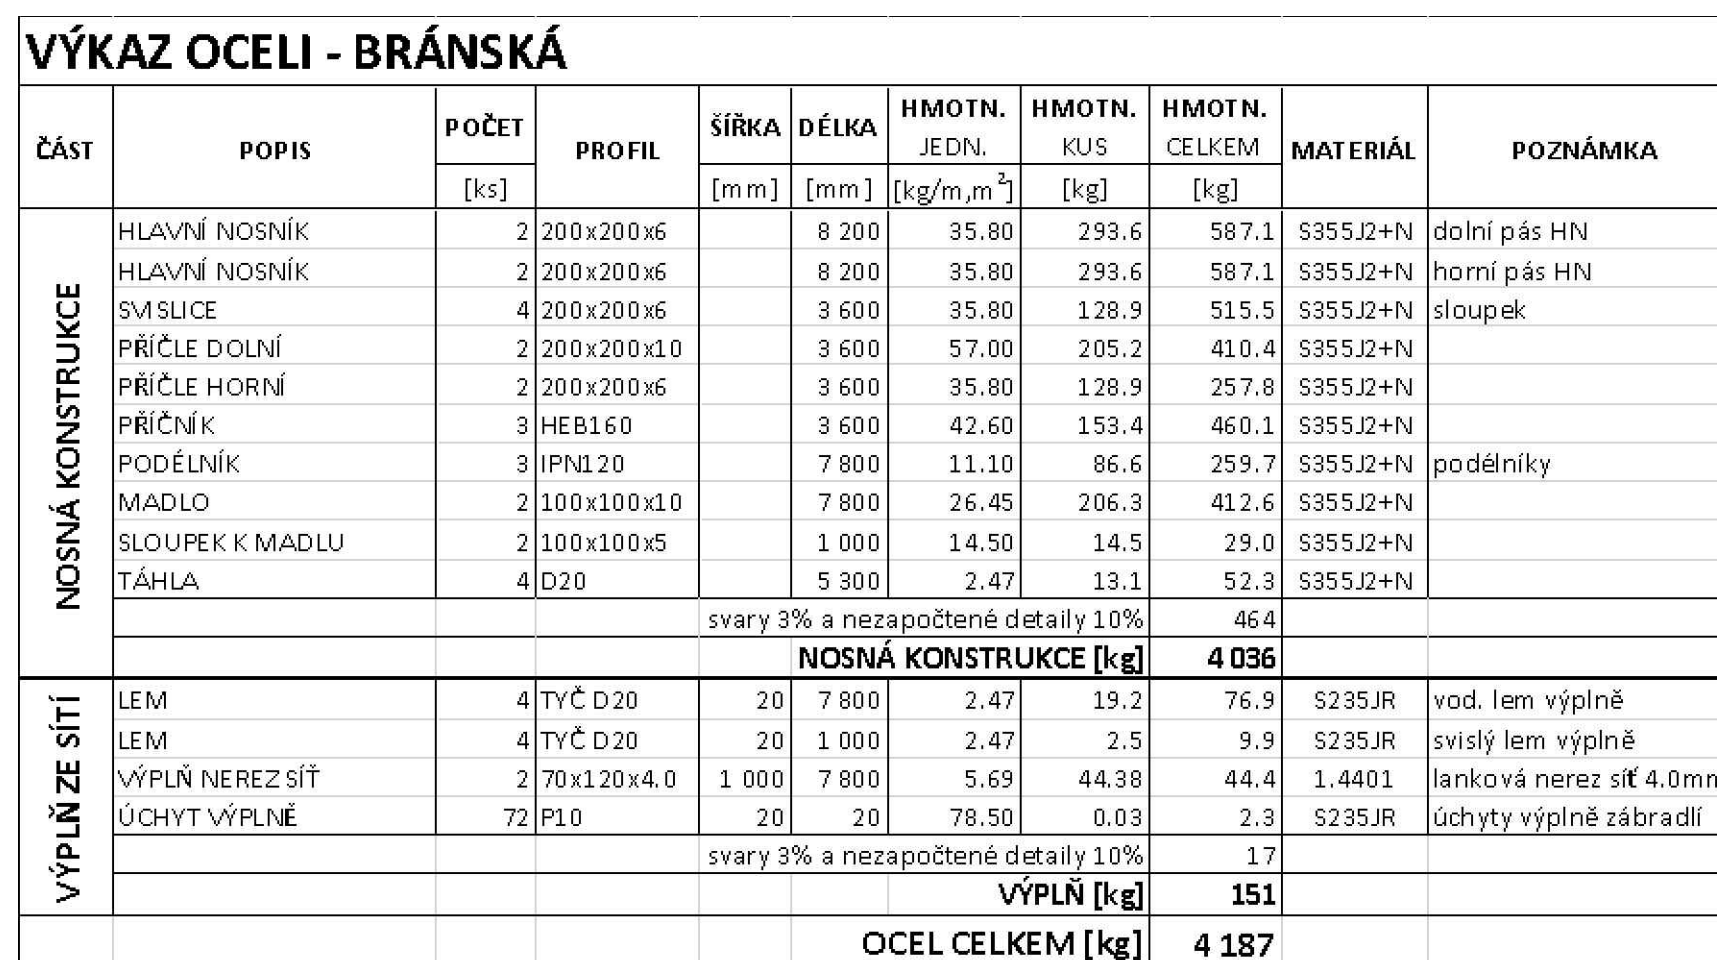 VÝKAZ OCELI - BRÁNSKÁ
ČÁST POPIS POČET PROFIL ŠÍŘKA DÉLKA HMOTN. HMOTN. HMOTN. MATERIÁL POZNÁMKA
JEDN. KUS CELKEM
[ks] [mm] [mm] [kg/m,m²] [kg] [kg]
NOSNÁ KONSTRUKCE
HLAVNÍ NOSNÍK 2 200x200x6 8 200 35.80 293.6 587.1 S355J2+N dolní pás HN
HLAVNÍ NOSNÍK 2 200x200x6 8 200 35.80 293.6 587.1 S355J2+N horní pás HN
SVISLICE 4 200x200x6 3 600 35.80 128.9 515.5 S355J2+N sloupek
PŘÍČLE DOLNÍ 2 200x200x10 3 600 57.00 205.2 410.4 S355J2+N
PŘÍČLE HORNÍ 2 200x200x6 3 600 35.80 128.9 257.8 S355J2+N
PŘÍČNÍK 3 HEB160 3 600 42.60 153.4 460.1 S355J2+N
PODÉLNÍK 3 IPN120 7 800 11.10 86.6 259.7 S355J2+N podélníky
MADLO 2 100x100x10 7 800 26.45 206.3 412.6 S355J2+N
SLOUPEK K MADLU 2 100x100x5 1 000 14.50 14.5 29.0 S355J2+N
TÁHLA 4 D20 5 300 2.47 13.1 52.3 S355J2+N
svary 3% a nezapočtené detaily 10% 464
NOSNÁ KONSTRUKCE [kg] 4 036
VÝPLŇ ZE SÍTÍ
LEM 4 TYČ D20 20 7 800 2.47 19.2 76.9 S235JR vod. lem výplně
LEM 4 TYČ D20 20 1 000 2.47 2.5 9.9 S235JR svislý lem výplně
VÝPLŇ NEREZ SÍŤ 2 70x120x4.0 1 000 7 800 5.69 44.38 44.4 1.4401 lanková nerez síť 4.0mm
ÚCHYT VÝPLNĚ 72 P10 20 20 78.50 0.03 2.3 S235JR úchyty výplně zábradlí
svary 3% a nezapočtené detaily 10% 17
VÝPLŇ [kg] 151
OCEL CELKEM [kg] 4 187